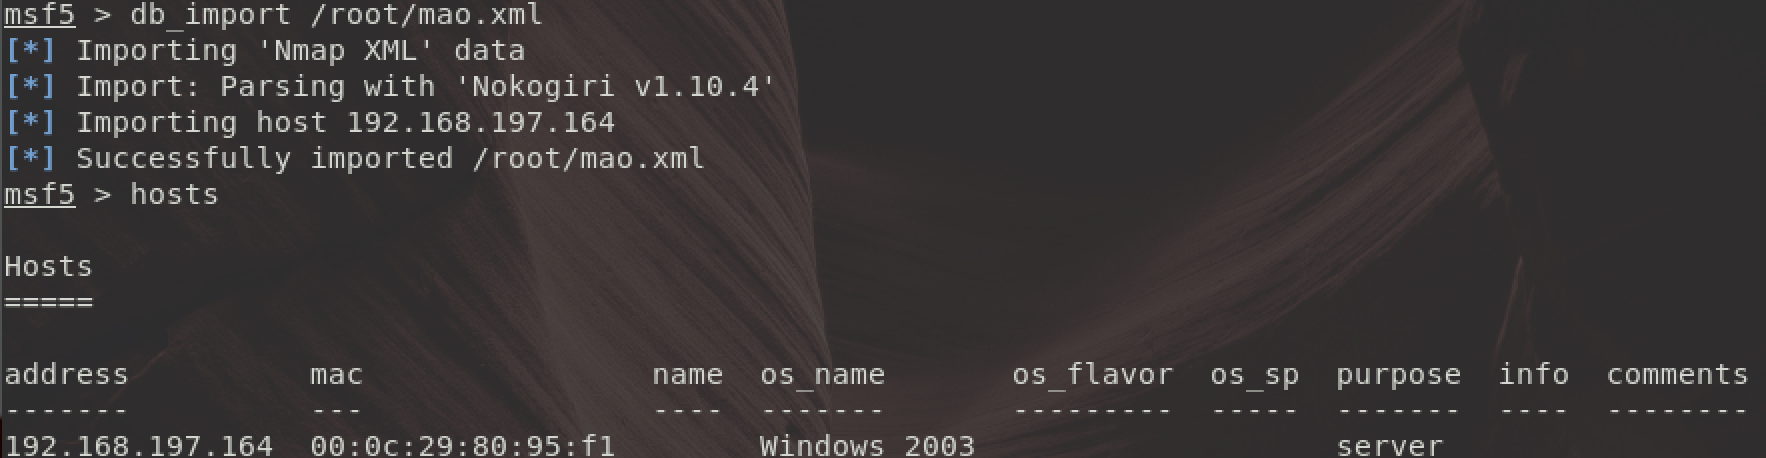 msf5 > db_import /root/mao.xml
[*] Importing 'Nmap XML' data
[*] Import: Parsing with 'Nokogiri v1.10.4'
[*] Importing host 192.168.197.164
[*] Successfully imported /root/mao.xml
msf5 > hosts
Hosts
=====
address          mac                name  os_name       os_flavor  os_sp  purpose  info  comments
-------          ---                ----  -------       ---------  -----  -------  ----  --------
192.168.197.164  00:0c:29:80:95:f1        Windows 2003                    server